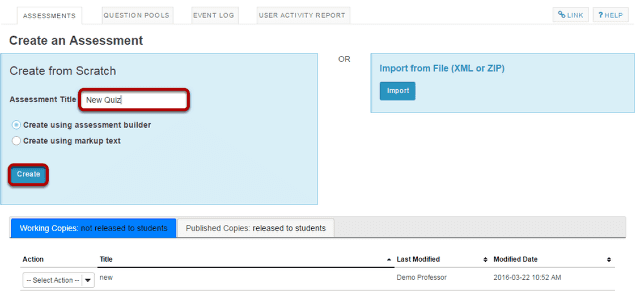 ASSESSMENTS QUESTION POOLS EVENT LOG USER ACTIVITY REPORT LINK ? HELP
Create an Assessment
OR
Create from Scratch
Import from File (XML or ZIP)
Import
Assessment Title New Quiz
Create using assessment builder
Create using markup text
Create
Working Copies: not released to students Published Copies: released to students
Action Title Last Modified Modified Date
-- Select Action -- new Demo Professor 2016-03-22 10:52 AM